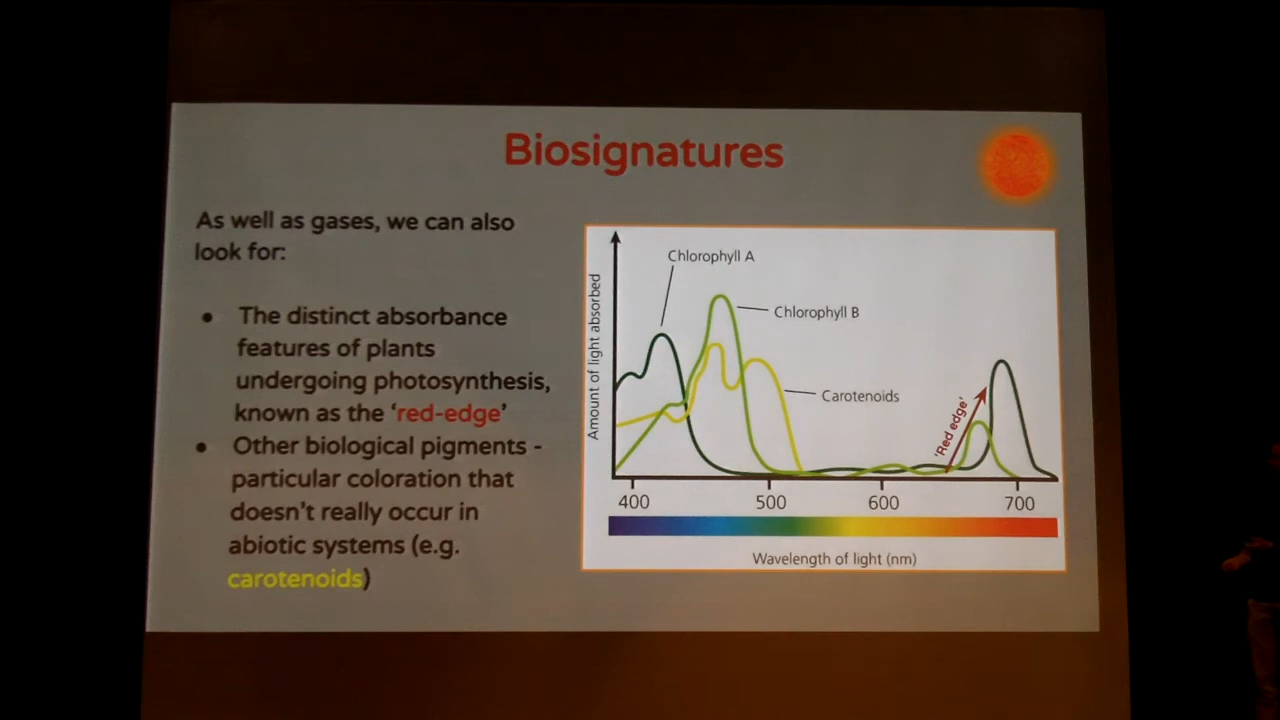 Biosignatures
As well as gases, we can also
look for:
● The distinct absorbance
features of plants
undergoing photosynthesis,
known as the ‘red-edge’
● Other biological pigments -
particular coloration that
doesn't really occur in
abiotic systems (e.g.
carotenoids)
Amount of light absorbed
Chlorophyll A
Chlorophyll B
Carotenoids
'Red edge'
400 500 600 700
Wavelength of light (nm)